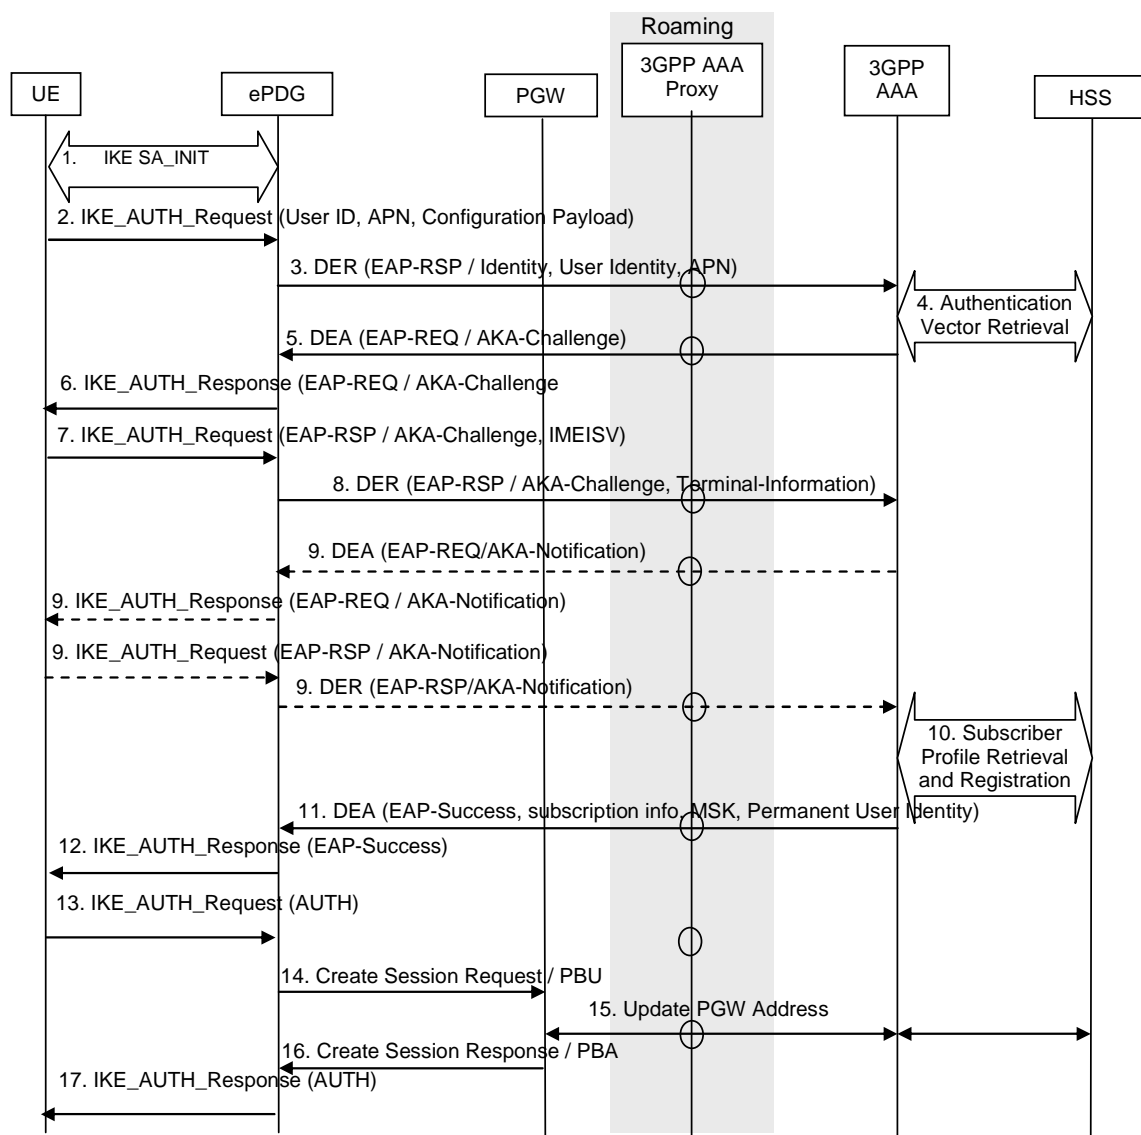 Roaming
UE
ePDG
PGW
3GPP AAA
Proxy
3GPP
AAA
HSS
1. IKE SA_INIT
2. IKE_AUTH_Request (User ID, APN, Configuration Payload)
3. DER (EAP-RSP / Identity, User Identity, APN)
4. Authentication
Vector Retrieval
5. DEA (EAP-REQ / AKA-Challenge)
6. IKE_AUTH_Response (EAP-REQ / AKA-Challenge
7. IKE_AUTH_Request (EAP-RSP / AKA-Challenge, IMEISV)
8. DER (EAP-RSP / AKA-Challenge, Terminal-Information)
9. DEA (EAP-REQ/AKA-Notification)
9. IKE_AUTH_Response (EAP-REQ / AKA-Notification)
9. IKE_AUTH_Request (EAP-RSP / AKA-Notification)
9. DER (EAP-RSP/AKA-Notification)
10. Subscriber
Profile Retrieval
and Registration
11. DEA (EAP-Success, subscription info, MSK, Permanent User Identity)
12. IKE_AUTH_Response (EAP-Success)
13. IKE_AUTH_Request (AUTH)
14. Create Session Request / PBU
15. Update PGW Address
16. Create Session Response / PBA
17. IKE_AUTH_Response (AUTH)